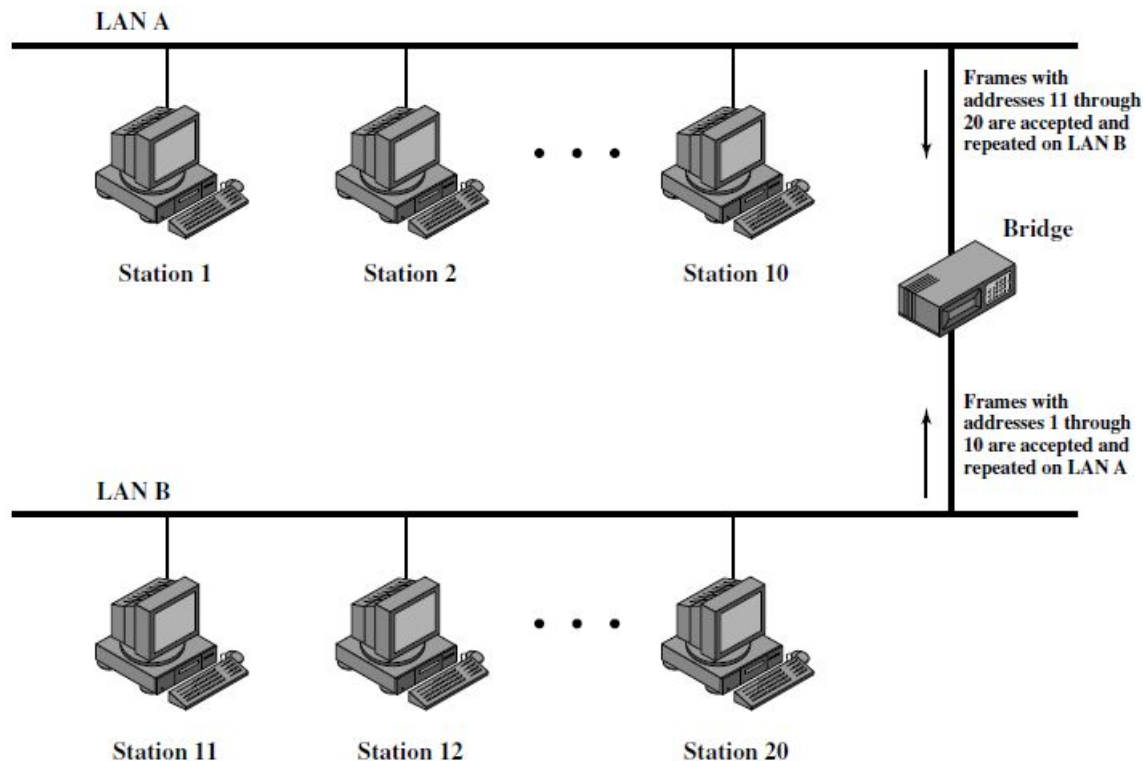 LAN A
Frames with
addresses 11 through
20 are accepted and
repeated on LAN B
Station 1
Station 2
Station 10
Bridge
Frames with
addresses 1 through
10 are accepted and
repeated on LAN A
LAN B
Station 11
Station 12
Station 20